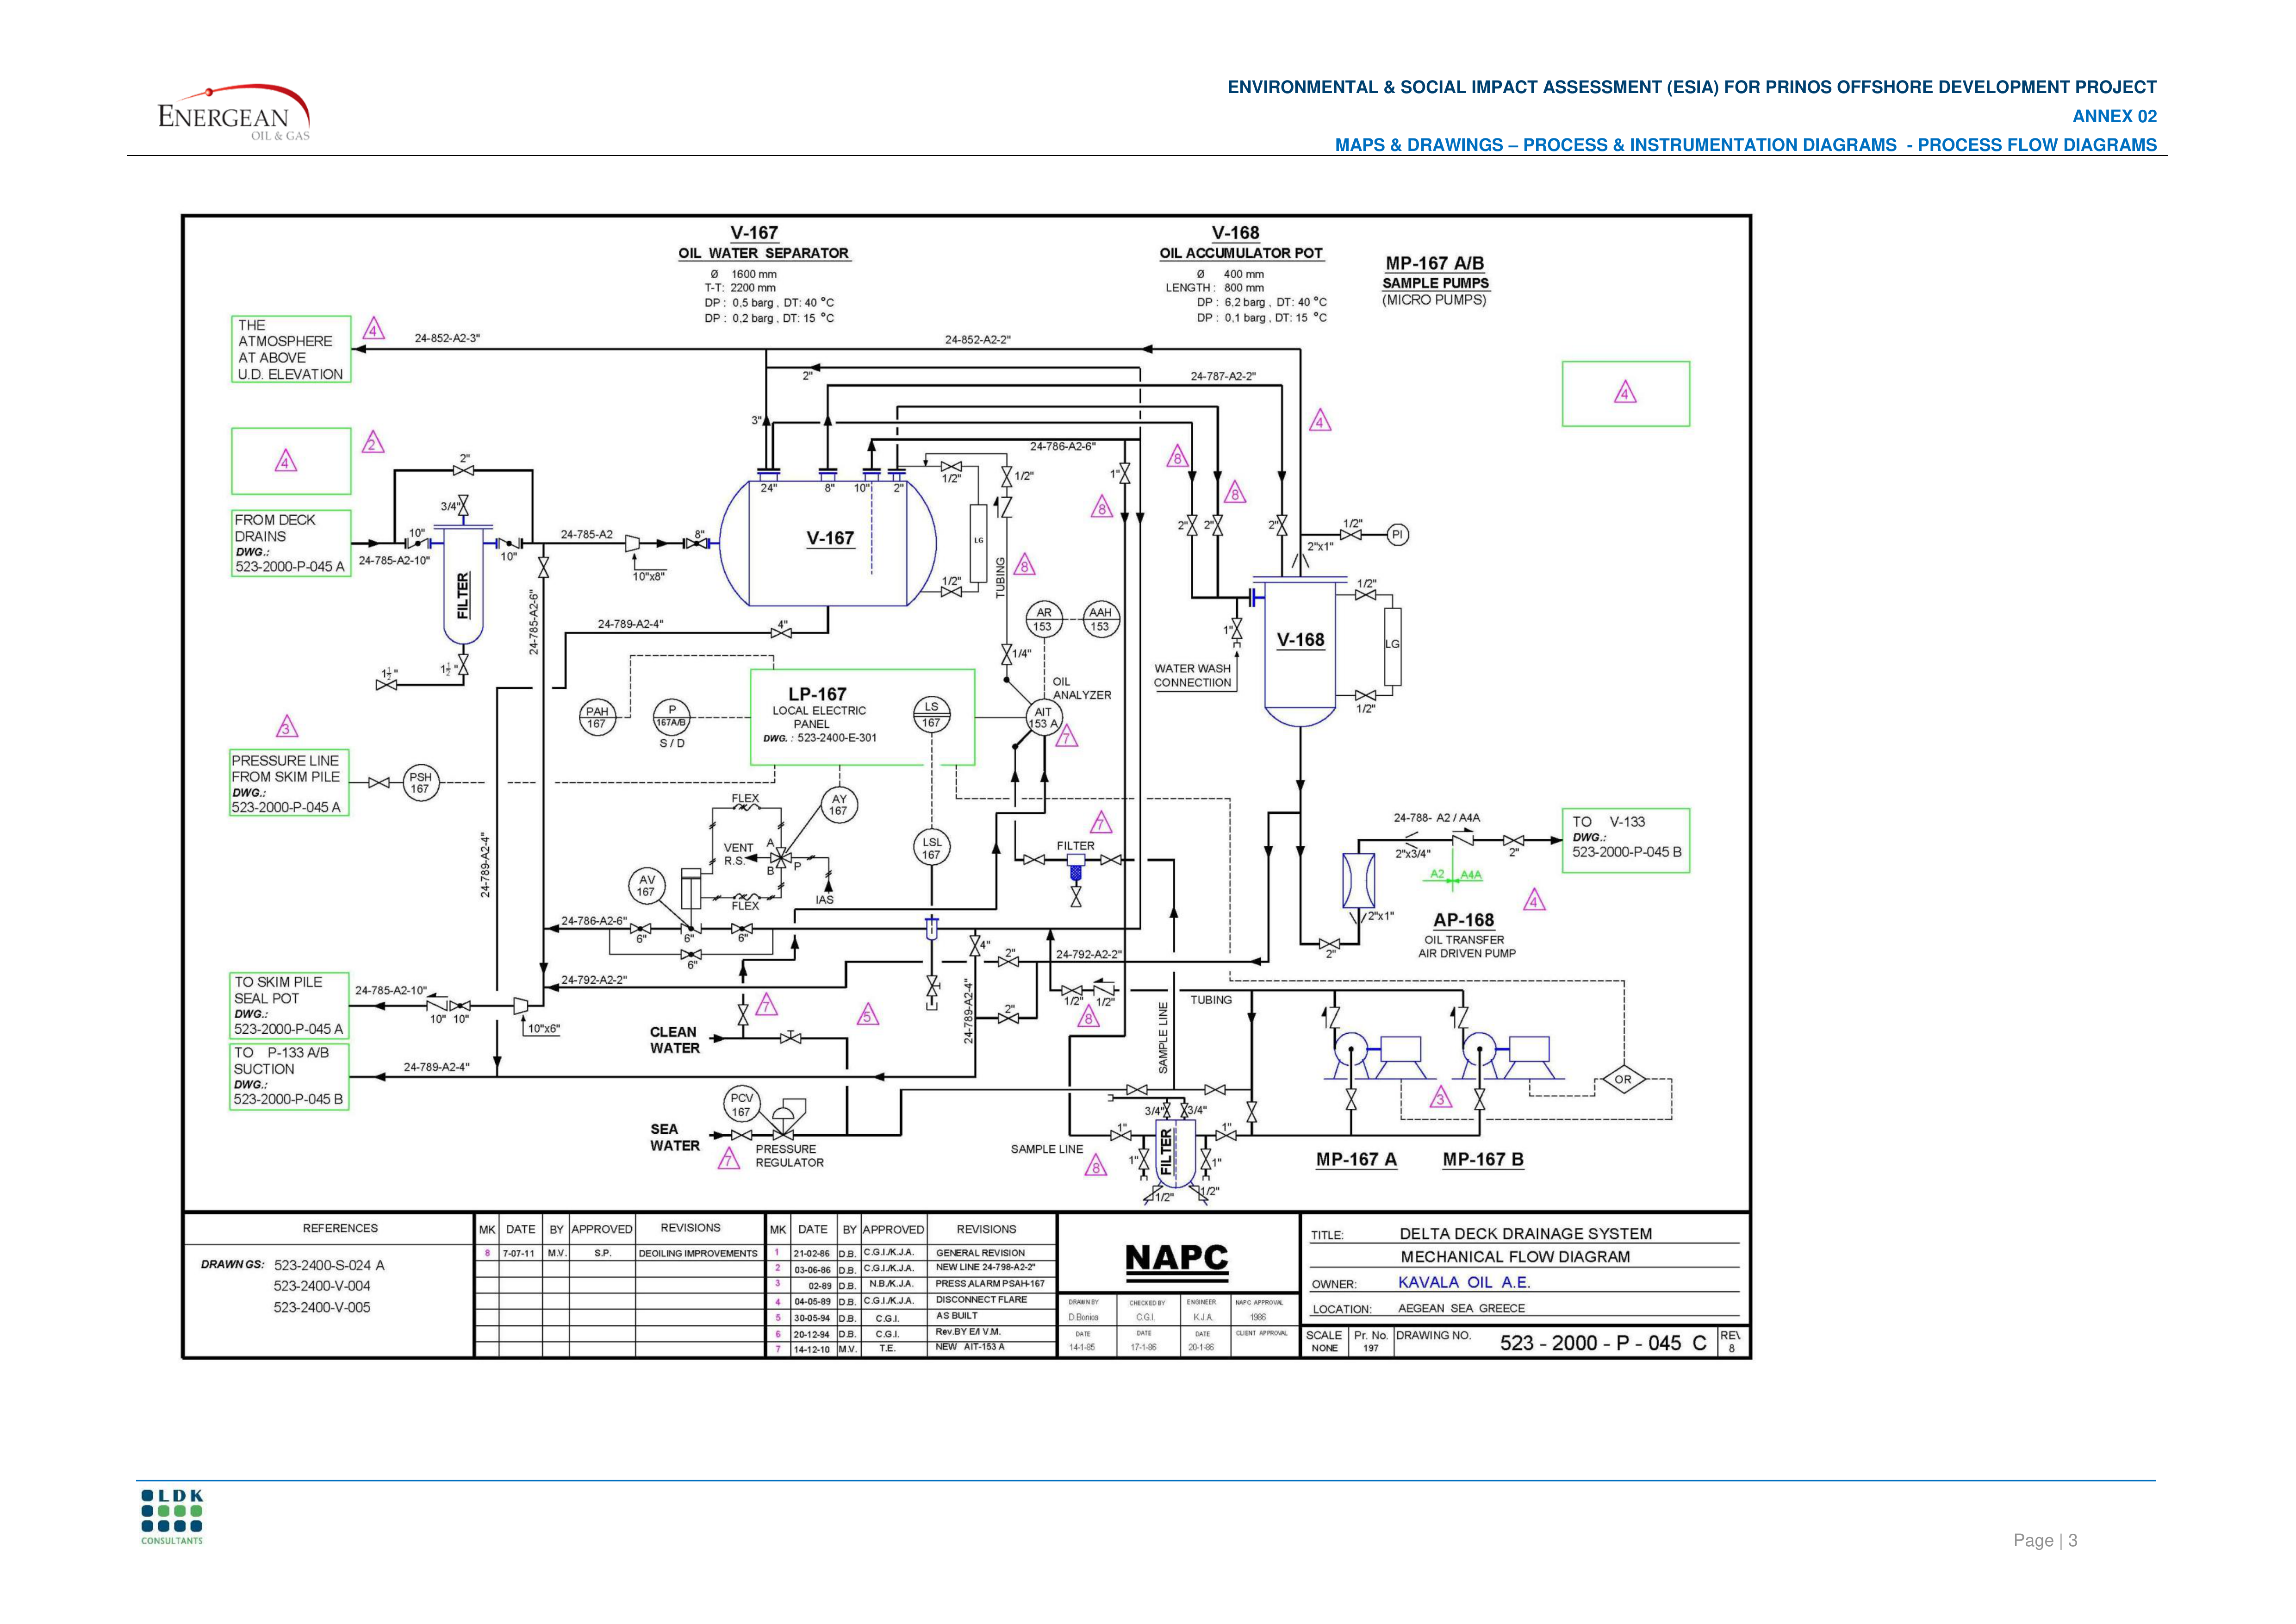 ENERGEAN
OIL & GAS
ENVIRONMENTAL & SOCIAL IMPACT ASSESSMENT (ESIA) FOR PRINOS OFFSHORE DEVELOPMENT PROJECT
ANNEX 02
MAPS & DRAWINGS – PROCESS & INSTRUMENTATION DIAGRAMS - PROCESS FLOW DIAGRAMS
V-167
OIL WATER SEPARATOR
Ø 1600 mm
T-T: 2200 mm
DP : 0,5 barg , DT: 40 °C
DP : 0,2 barg , DT: 15 °C
V-168
OIL ACCUMULATOR POT
Ø 400 mm
LENGTH : 800 mm
DP : 6,2 barg , DT: 40 °C
DP : 0,1 barg , DT: 15 °C
MP-167 A/B
SAMPLE PUMPS
(MICRO PUMPS)
THE
ATMOSPHERE
AT ABOVE
U.D. ELEVATION
4
24-852-A2-3"
24-852-A2-2"
2"
24-787-A2-2"
4
3"
4
24-786-A2-6"
8
8
8
1"
4
2
2"
3/4"
FROM DECK
DRAINS
DWG.:
523-2000-P-045 A
24-785-A2-10"
10"
10"
FILTER
24-785-A2
10"x8"
8"
24"
8"
10"
2"
V-167
1/2"
1/2"
LG
1/2"
TUBING
8
2"
2"
2"
1/2"
PI
2"x1"
1/2"
LG
1/2"
V-168
1"
WATER WASH
CONNECTIION
24-785-A2-6"
24-789-A2-4"
4"
1½"
1½"
AR
153
AAH
153
1/4"
OIL
ANALYZER
AIT
153 A
7
LP-167
LOCAL ELECTRIC
PANEL
DWG. : 523-2400-E-301
LS
167
PAH
167
P
167A/B
S / D
3
PRESSURE LINE
FROM SKIM PILE
DWG.:
523-2000-P-045 A
PSH
167
FLEX
AY
167
VENT
R.S.
A
P
B
IAS
FLEX
LSL
167
AV
167
7
FILTER
24-789-A2-4"
24-788- A2 / A4A
2"x3/4"
2"
A2
A4A
TO V-133
DWG.:
523-2000-P-045 B
4
2"x1"
AP-168
OIL TRANSFER
AIR DRIVEN PUMP
2"
24-786-A2-6"
6"
6"
6"
6"
4"
2"
24-792-A2-2"
24-792-A2-2"
TO SKIM PILE
SEAL POT
DWG.:
523-2000-P-045 A
24-785-A2-10"
10"
10"
10"x6"
7
5
24-789-A2-4"
2"
1/2"
1/2"
8
SAMPLE LINE
TUBING
CLEAN
WATER
TO P-133 A/B
SUCTION
DWG.:
523-2000-P-045 B
24-789-A2-4"
OR
3
PCV
167
SEA
WATER
7
PRESSURE
REGULATOR
3/4"
3/4"
1"
1"
1"
1"
FILTER
1/2"
1/2"
SAMPLE LINE
8
MP-167 A
MP-167 B
REFERENCES
DRAWNGS: 523-2400-S-024 A
523-2400-V-004
523-2400-V-005
MK DATE BY APPROVED REVISIONS
8 7-07-11 M.V. S.P. DEOILING IMPROVEMENTS
MK DATE BY APPROVED REVISIONS
1 21-02-86 D.B. C.G.I./K.J.A. GENERAL REVISION
2 03-06-86 D.B. C.G.I./K.J.A. NEW LINE 24-798-A2-2"
3 02-89 D.B. N.B./K.J.A. PRESS ALARM PSAH-167
4 04-05-89 D.B. C.G.I./K.J.A. DISCONNECT FLARE
5 30-05-94 D.B. C.G.I. AS BUILT
6 20-12-94 D.B. C.G.I. Rev.BY E/I V.M.
7 14-12-10 M.V. T.E. NEW AIT-153 A
NAPC
DRAWN BY CHECKED BY ENGINEER NAPC APPROVAL
D.Bonios C.G.I. K.J.A. 1986
DATE DATE DATE CLIENT APPROVAL
14-1-85 17-1-86 20-1-86
TITLE: DELTA DECK DRAINAGE SYSTEM
MECHANICAL FLOW DIAGRAM
OWNER: KAVALA OIL A.E.
LOCATION: AEGEAN SEA GREECE
SCALE NONE
Pr. No. 197
DRAWING NO. 523 - 2000 - P - 045 C
REV 8
LDK
CONSULTANTS
Page | 3